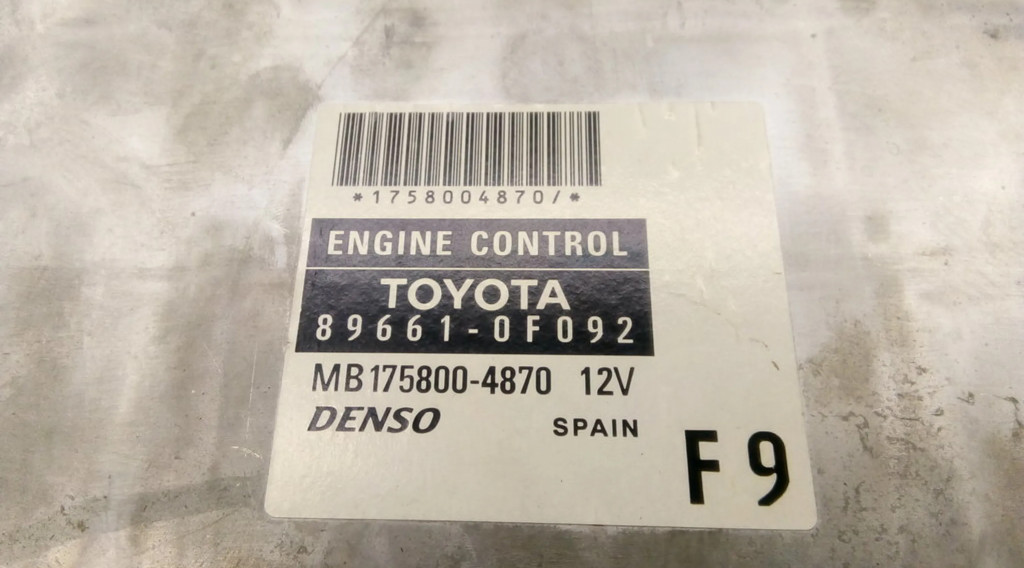 *1758004870/*
ENGINE CONTROL
TOYOTA
89661-0F092
MB175800-4870 12V
DENSO SPAIN
F9